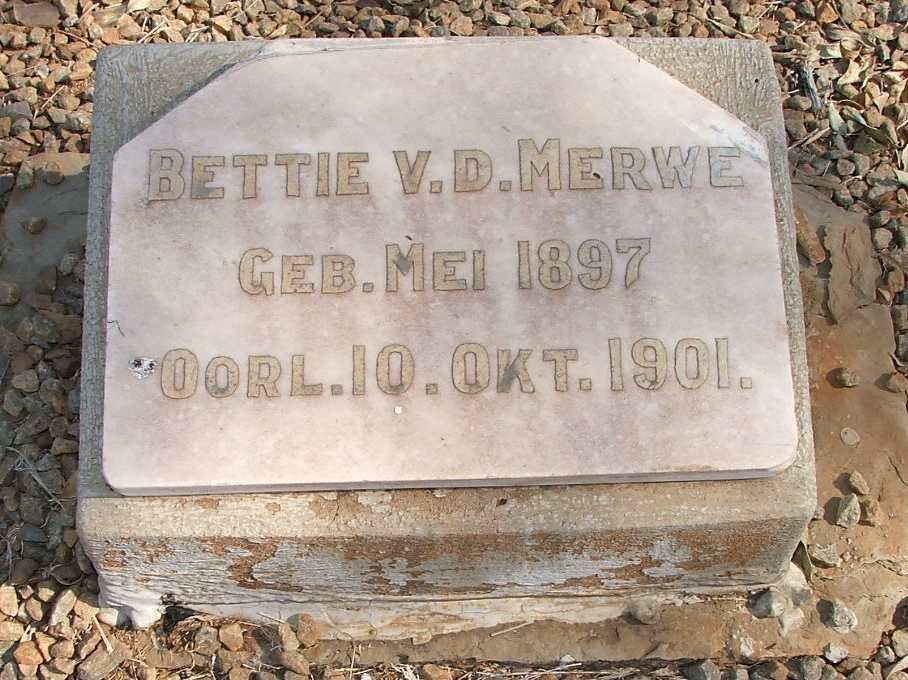 BETTIE V.D. MERWE
GEB. MEI 1897
OORL. 10. OKT. 1901.